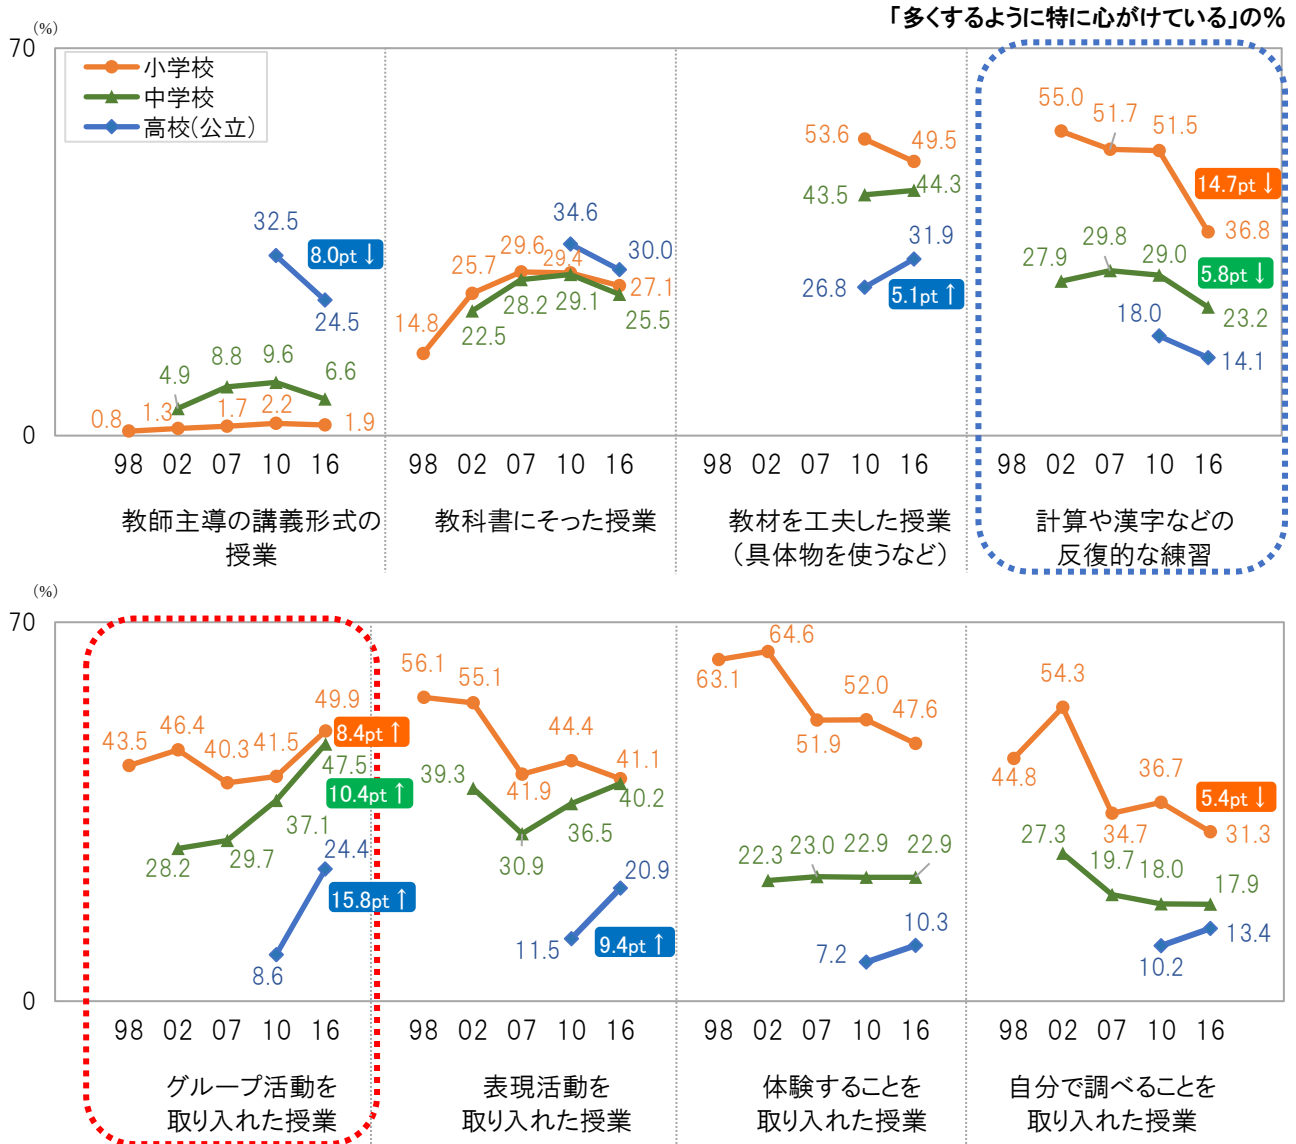 「多くするように特に心がけている」の%
(%)
70
0
小学校
中学校
高校(公立)
32.5
8.0pt ↓
24.5
4.9
8.8
9.6
6.6
0.8
1.3
1.7
2.2
1.9
98 02 07 10 16
教師主導の講義形式の
授業
14.8
25.7
29.6
29.4
27.1
22.5
28.2
29.1
25.5
34.6
30.0
98 02 07 10 16
教科書にそった授業
53.6
49.5
43.5
44.3
26.8
31.9
5.1pt ↑
98 02 07 10 16
教材を工夫した授業
(具体物を使うなど)
55.0
51.7
51.5
36.8
14.7pt ↓
27.9
29.8
29.0
23.2
5.8pt ↓
18.0
14.1
98 02 07 10 16
計算や漢字などの
反復的な練習
(%)
70
0
43.5
46.4
40.3
41.5
49.9
8.4pt ↑
28.2
29.7
37.1
47.5
10.4pt ↑
8.6
24.4
15.8pt ↑
98 02 07 10 16
グループ活動を
取り入れた授業
56.1
55.1
41.9
44.4
41.1
39.3
30.9
36.5
40.2
11.5
20.9
9.4pt ↑
98 02 07 10 16
表現活動を
取り入れた授業
63.1
64.6
51.9
52.0
47.6
22.3
23.0
22.9
22.9
7.2
10.3
98 02 07 10 16
体験することを
取り入れた授業
44.8
54.3
34.7
36.7
31.3
5.4pt ↓
27.3
19.7
18.0
17.9
10.2
13.4
98 02 07 10 16
自分で調べることを
取り入れた授業